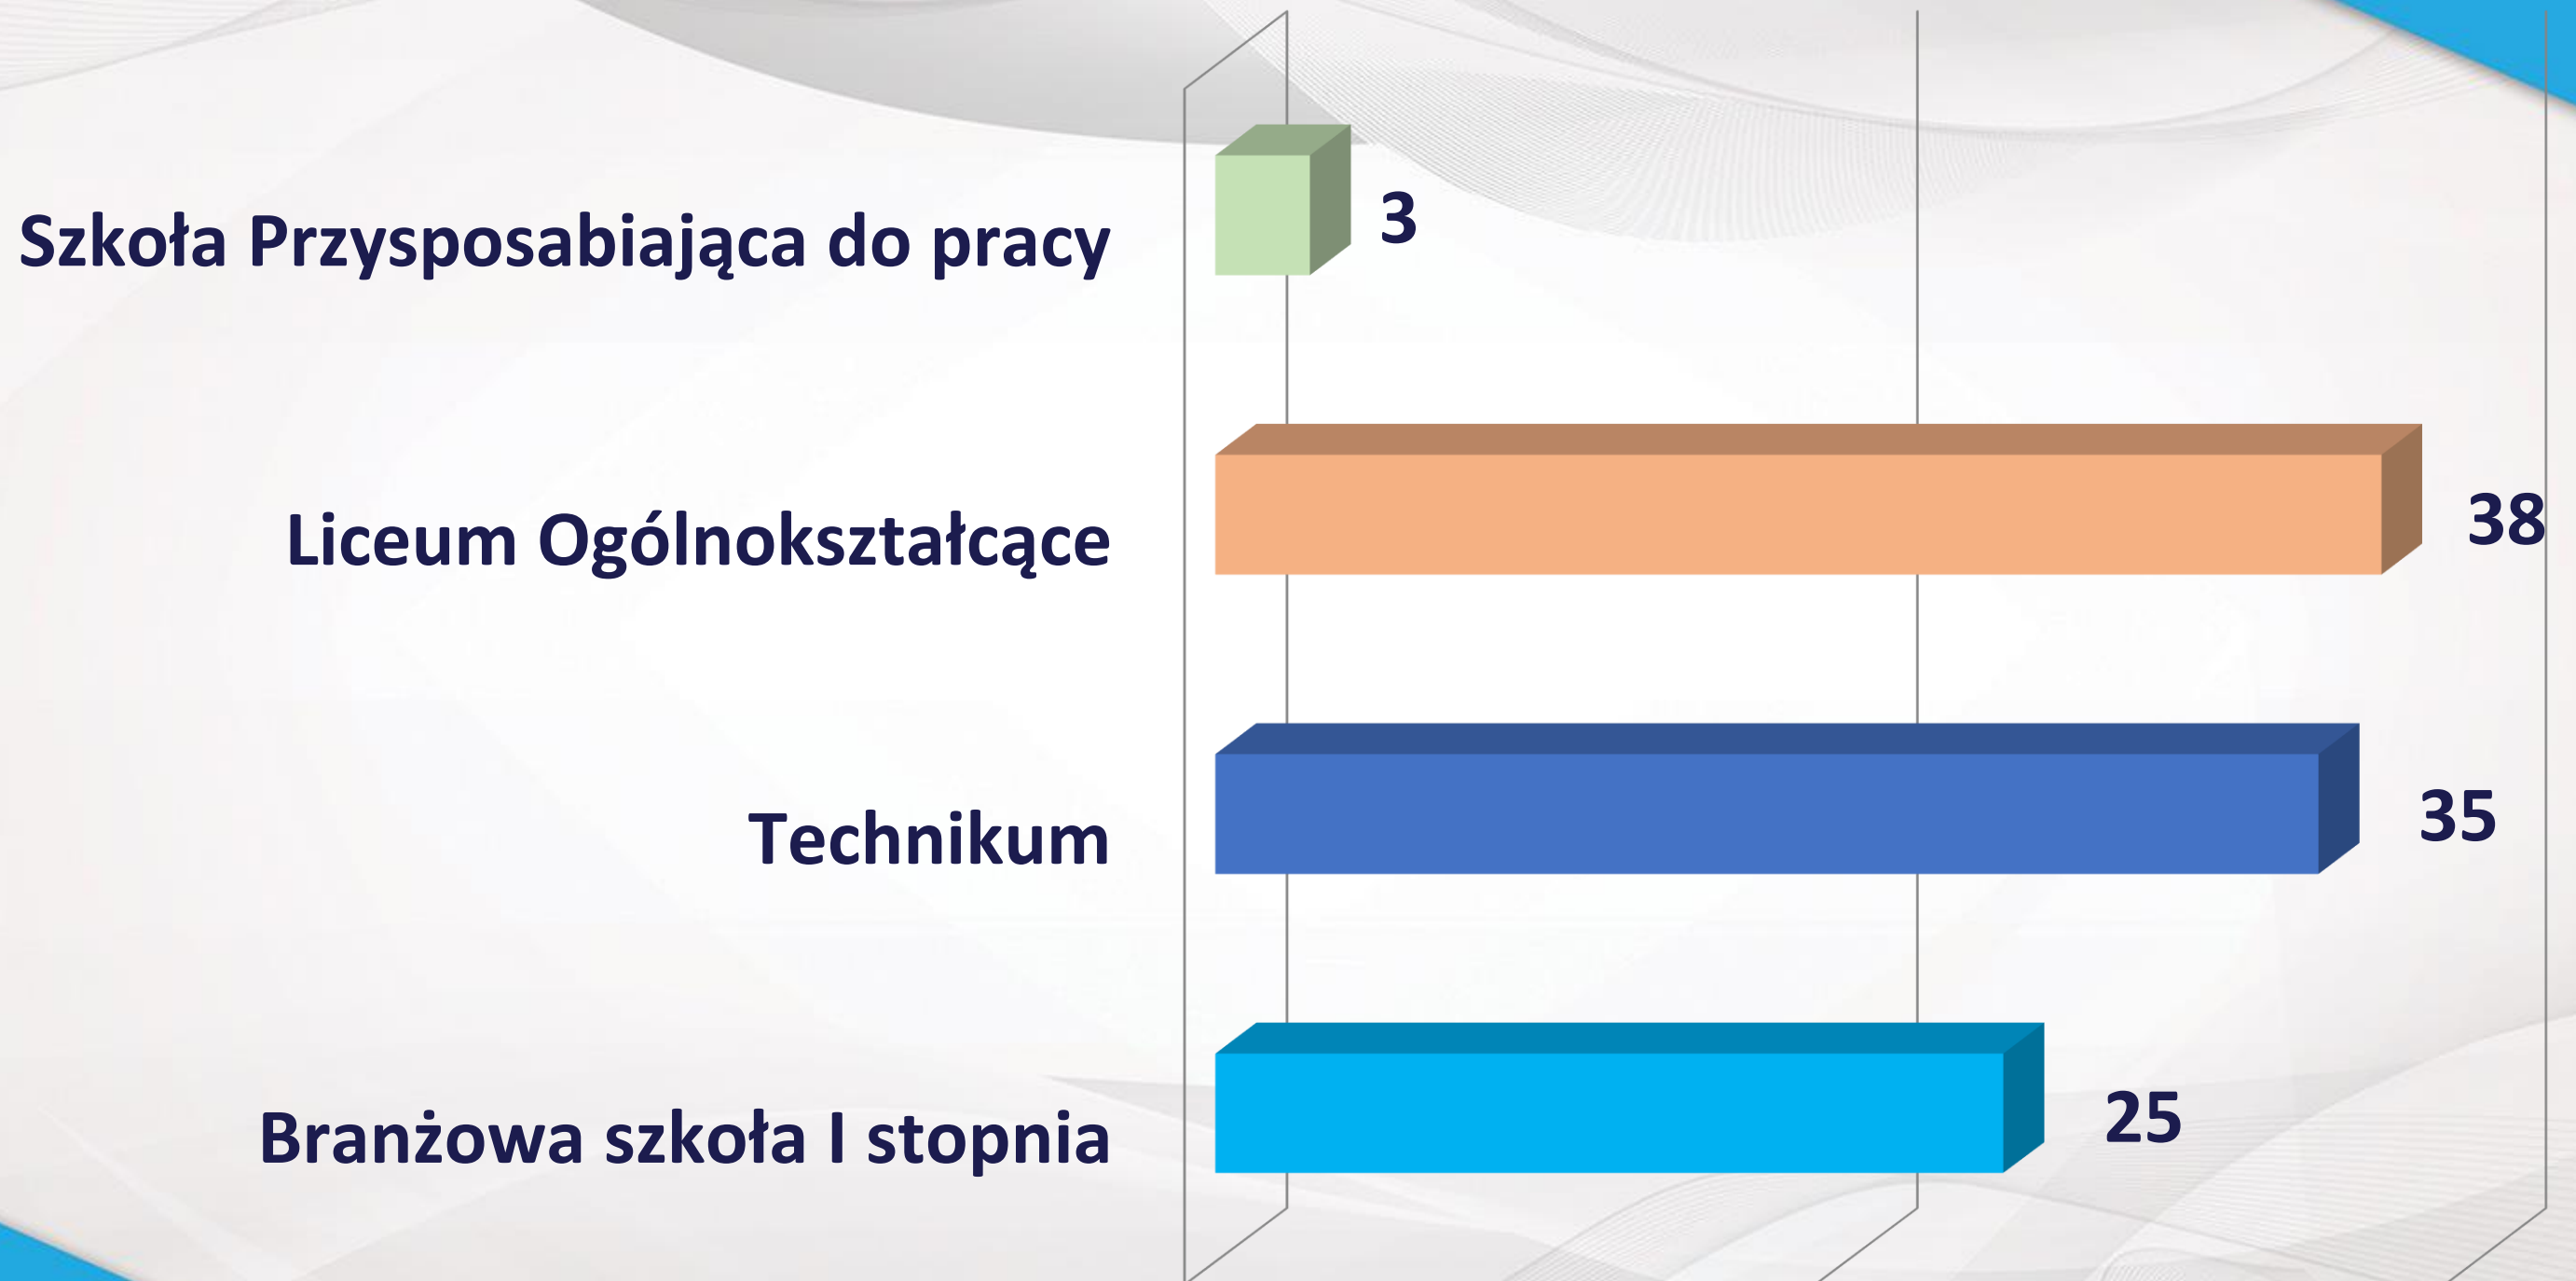 Szkoła Przysposabiająca do pracy
3
Liceum Ogólnokształcące
38
Technikum
35
Branżowa szkoła I stopnia
25